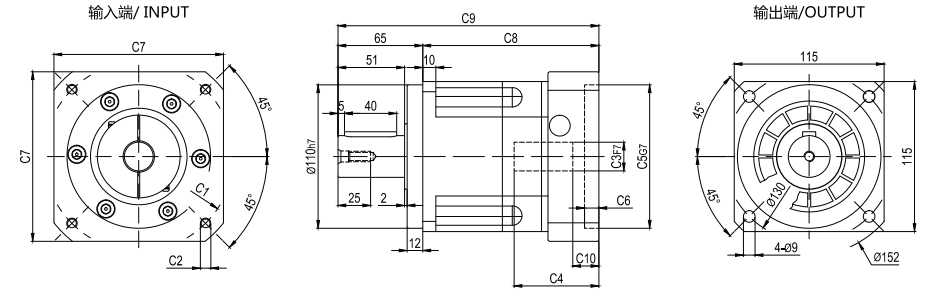 输入端/ INPUT
C7
C7
45°
45°
C1
C2
C9
65
C8
51
10
5
40
Ø110h7
25
2
12
C3F7
C5G7
C6
C10
C4
输出端/OUTPUT
115
115
45°
45°
Ø130
4-Ø9
Ø152